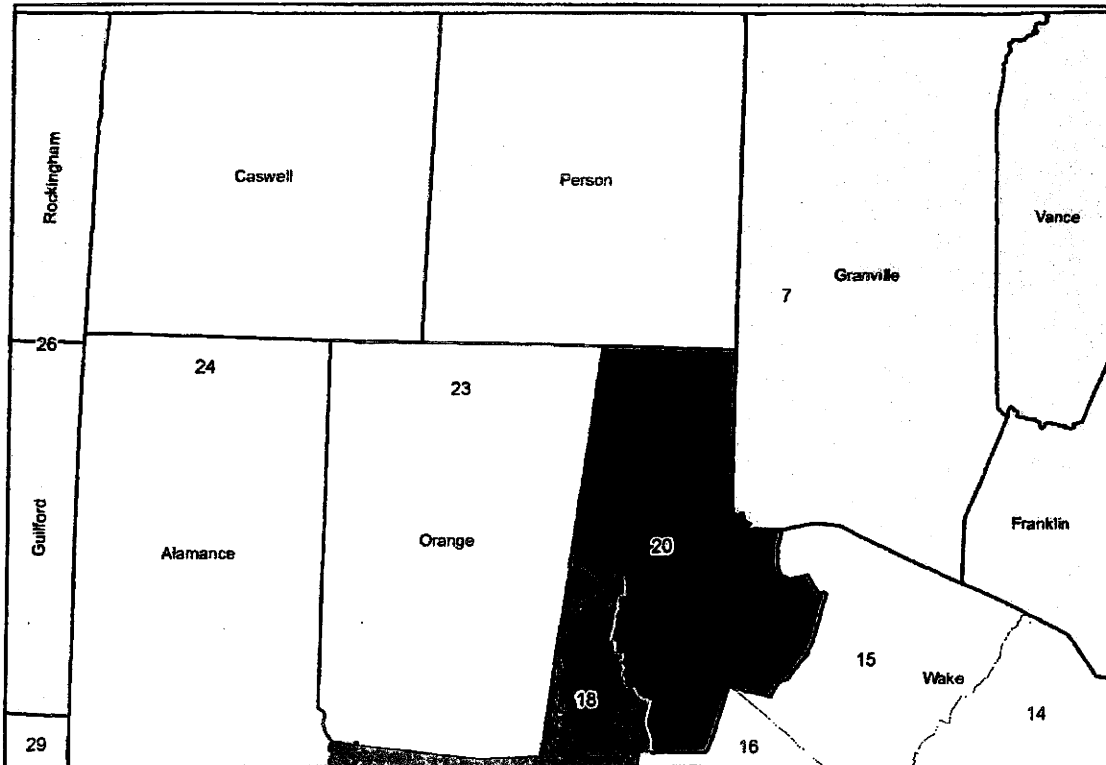 Rockingham
Caswell
Person
Vance
Granville
7
26
24
23
Guilford
Alamance
Orange
20
Franklin
15
Wake
18
14
29
16